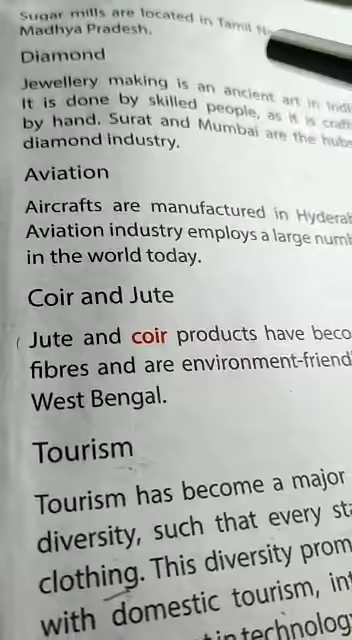 Sugar mills are located in Tamil
Madhya Pradesh.
Diamond
Jewellery making is an ancient art in
It is done by skilled people, as it is
by hand. Surat and Mumbai are the hubs
diamond industry.
Aviation
Aircrafts are manufactured in
Aviation industry employs a large
in the world today.
Coir and Jute
Jute and coir products have
fibres and are
West Bengal.
Tourism
Tourism has become a major
diversity, such that every
clothing. This diversity
with domestic tourism,
technology